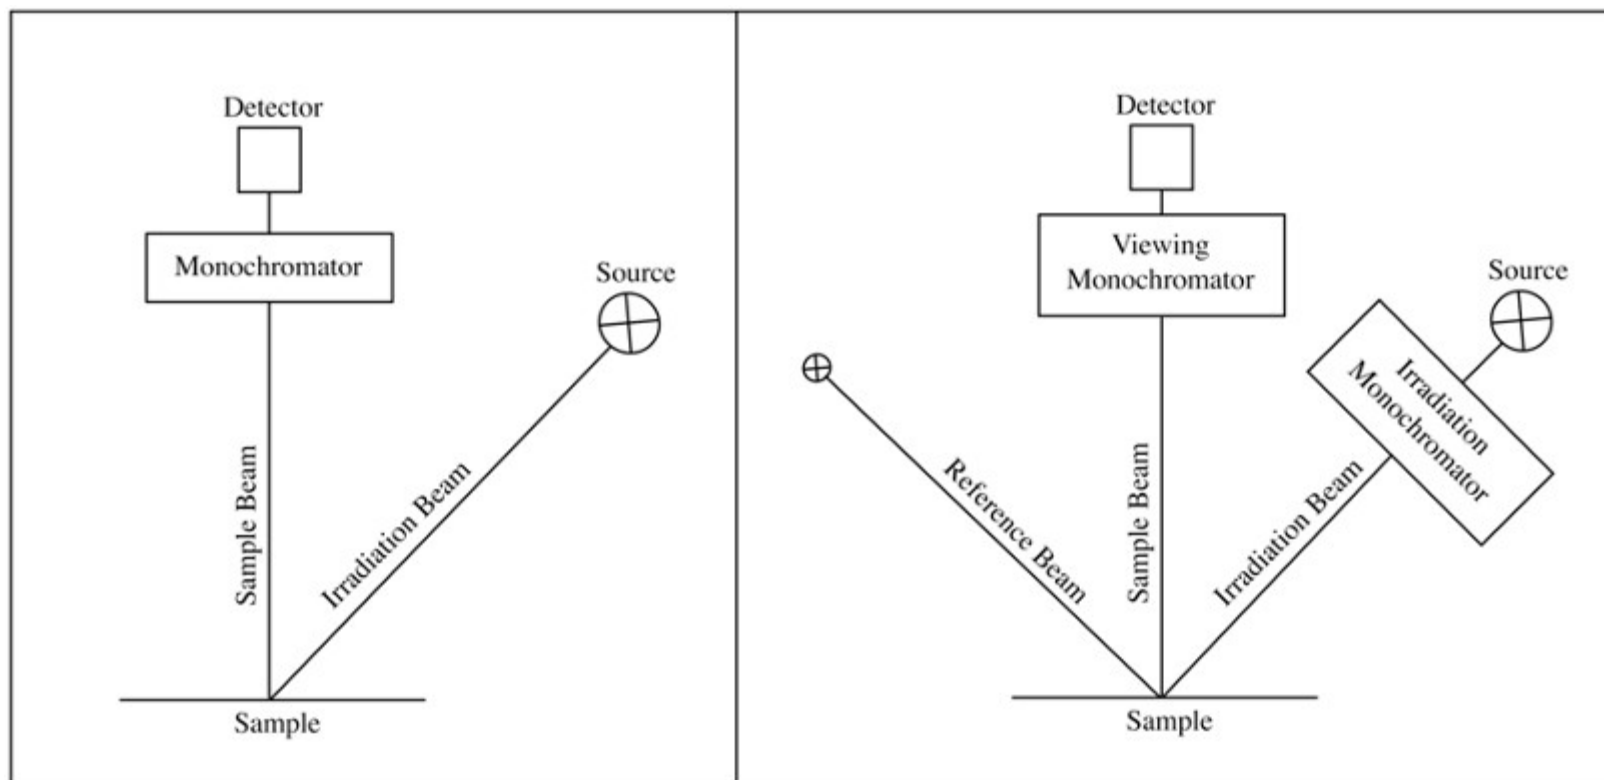 Detector
Monochromator
Source
Sample Beam
Irradiation Beam
Sample
Detector
Viewing
Monochromator
Source
Irradiation
Monochromator
Reference Beam
Sample Beam
Irradiation Beam
Sample